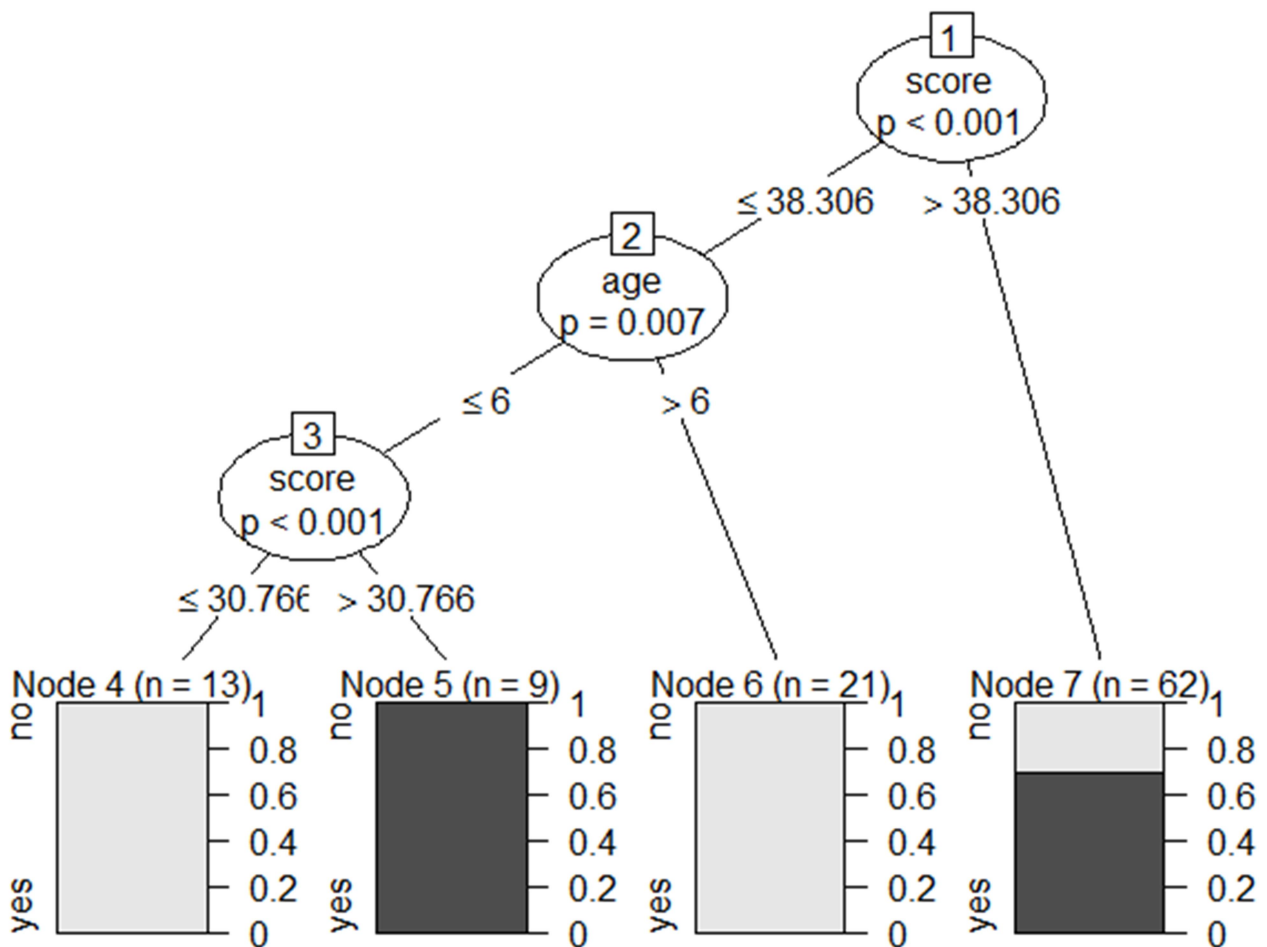 1
score
p < 0.001
≤ 38.306
> 38.306
2
age
p = 0.007
≤ 6
> 6
3
score
p < 0.001
≤ 30.766
> 30.766
Node 4 (n = 13)
no
yes
1
0.8
0.6
0.4
0.2
0
Node 5 (n = 9)
no
yes
1
0.8
0.6
0.4
0.2
0
Node 6 (n = 21)
no
yes
1
0.8
0.6
0.4
0.2
0
Node 7 (n = 62)
no
yes
1
0.8
0.6
0.4
0.2
0